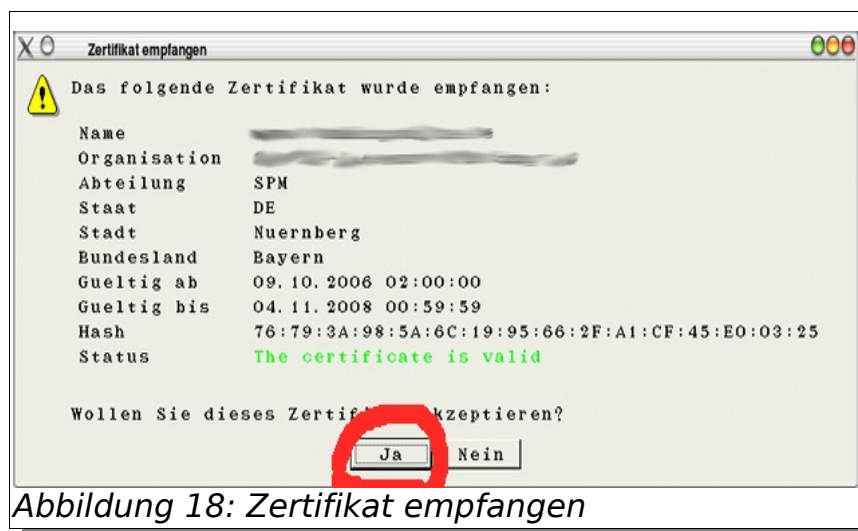 Zertifikat empfangen
Das folgende Zertifikat wurde empfangen:
Name
Organisation
Abteilung SPM
Staat DE
Stadt Nuernberg
Bundesland Bayern
Gueltig ab 09.10.2006 02:00:00
Gueltig bis 04.11.2008 00:59:59
Hash 76:79:3A:98:5A:6C:19:95:66:2F:A1:CF:45:E0:03:25
Status The certificate is valid
Wollen Sie dieses
Ja Nein
Abbildung 18: Zertifikat empfangen